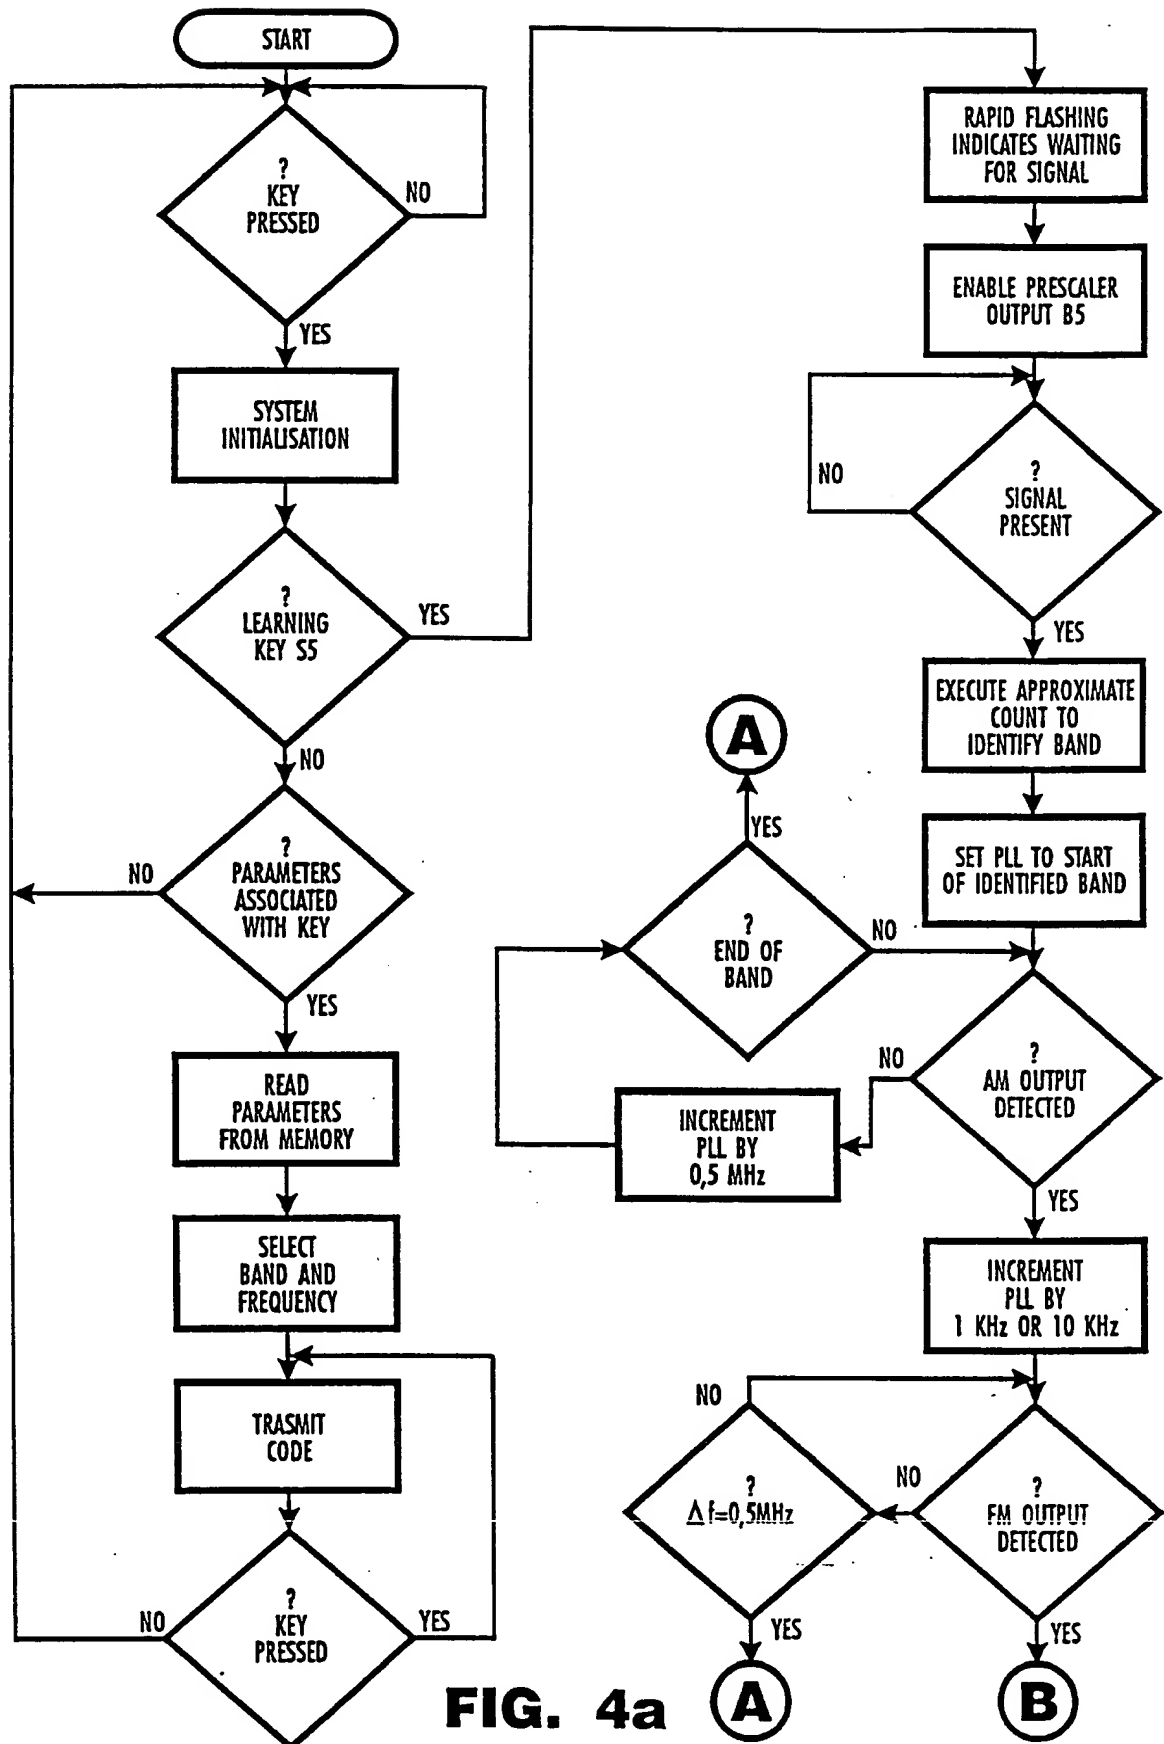 START
?
KEY
PRESSED
NO
YES
SYSTEM
INITIALISATION
?
LEARNING
KEY S5
YES
NO
?
PARAMETERS
ASSOCIATED
WITH KEY
NO
YES
READ
PARAMETERS
FROM MEMORY
SELECT
BAND AND
FREQUENCY
TRASMIT
CODE
?
KEY
PRESSED
NO
YES
RAPID FLASHING
INDICATES WAITING
FOR SIGNAL
ENABLE PRESCALER
OUTPUT B5
?
SIGNAL
PRESENT
NO
YES
EXECUTE APPROXIMATE
COUNT TO
IDENTIFY BAND
SET PLL TO START
OF IDENTIFIED BAND
A
YES
?
END OF
BAND
NO
?
AM OUTPUT
DETECTED
NO
YES
INCREMENT
PLL BY
0,5 MHz
INCREMENT
PLL BY
1 KHz OR 10 KHz
?
FM OUTPUT
DETECTED
NO
YES
?
Δ f=0,5MHz
NO
YES
A
B
FIG. 4a